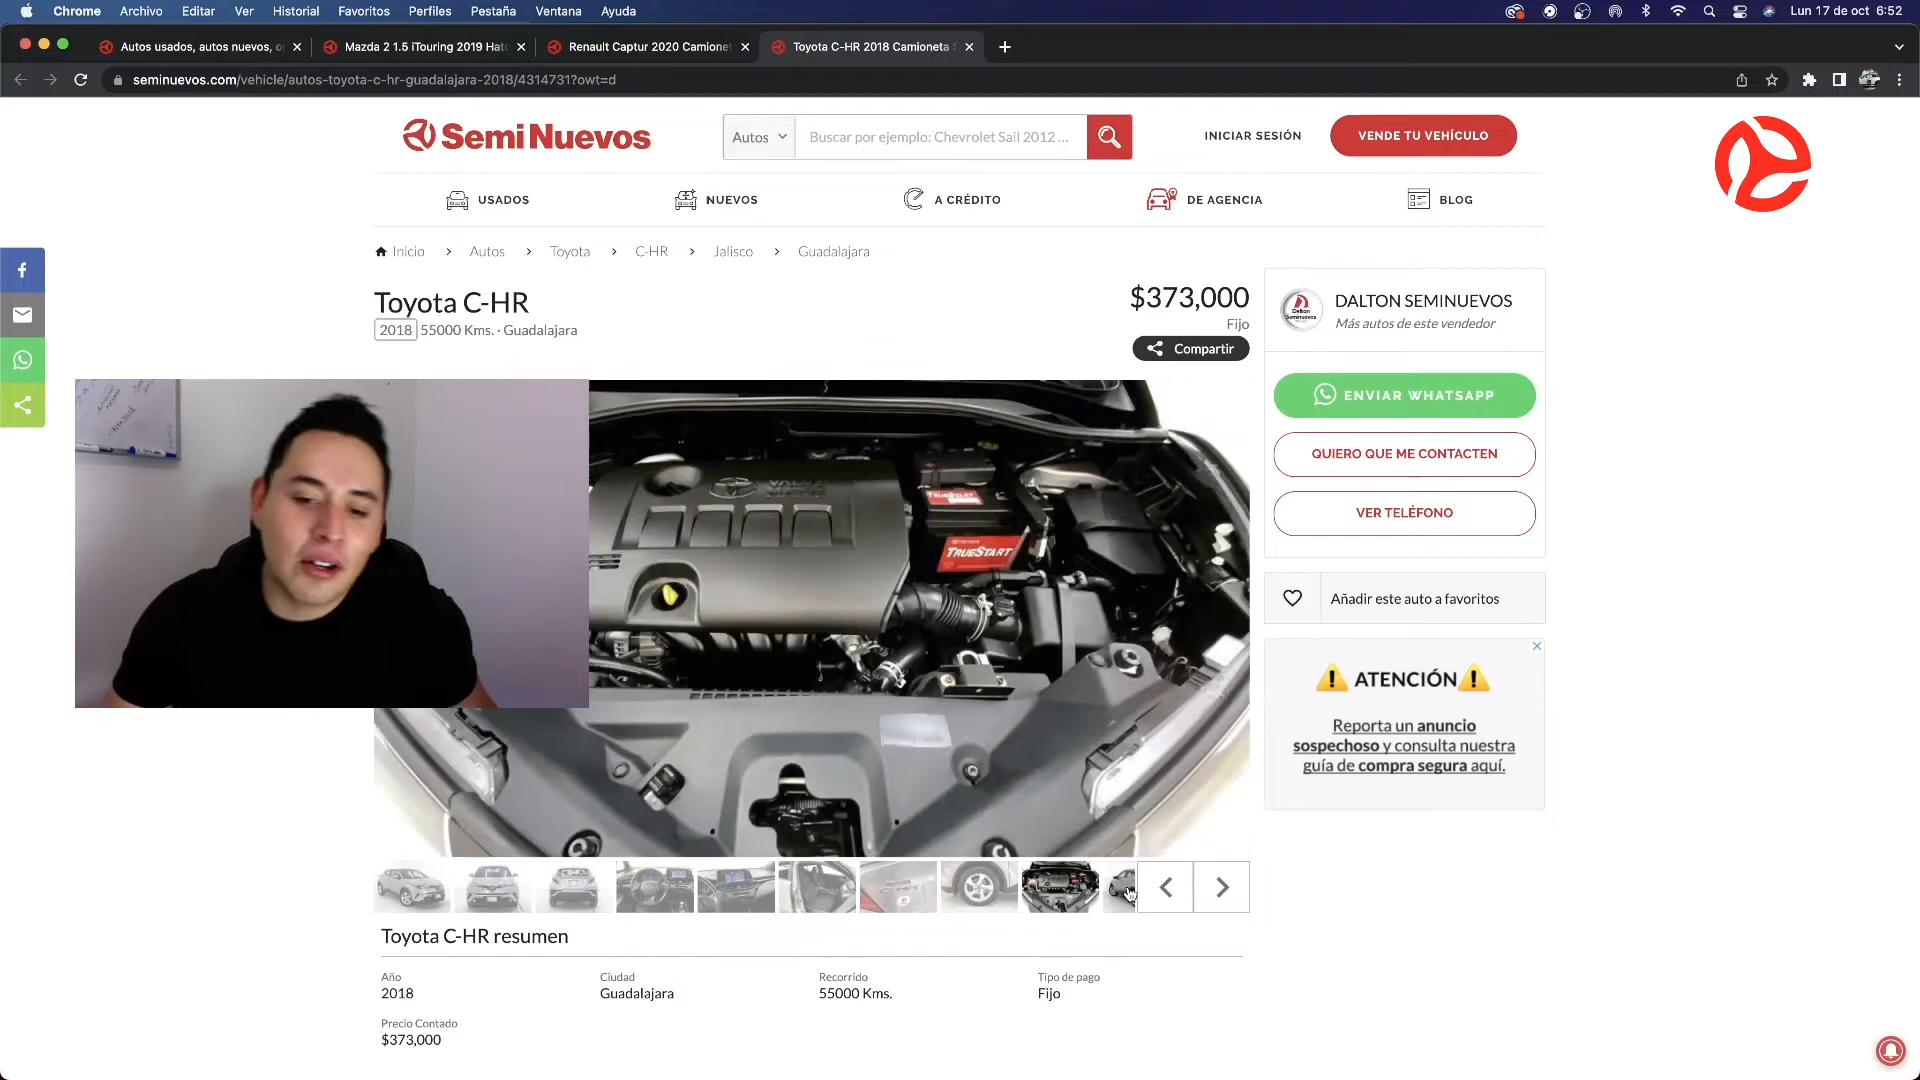 Chrome Archivo Editar Ver Historial Favoritos Perfiles Pestaña Ventana Ayuda Lun 17 de oct 6:52
Autos usados, autos nuevos, o Mazda 2 1.5 iTouring 2019 Hatc Renault Captur 2020 Camionet Toyota C-HR 2018 Camioneta S
seminuevos.com/vehicle/autos-toyota-c-hr-guadalajara-2018/4314731?owt=d
SemiNuevos
Autos
Buscar por ejemplo: Chevrolet Sail 2012 ...
INICIAR SESIÓN
VENDE TU VEHÍCULO
USADOS NUEVOS A CRÉDITO DE AGENCIA BLOG
Inicio > Autos > Toyota > C-HR > Jalisco > Guadalajara
Toyota C-HR
2018 55000 Kms. · Guadalajara
$373,000
Fijo
Compartir
DALTON SEMINUEVOS
Más autos de este vendedor
ENVIAR WHATSAPP
QUIERO QUE ME CONTACTEN
VER TELÉFONO
Añadir este auto a favoritos
ATENCIÓN
Reporta un anuncio
sospechoso y consulta nuestra
guía de compra segura aquí.
TRUESTART
TRUESTART
Toyota C-HR resumen
Año Ciudad Recorrido Tipo de pago
2018 Guadalajara 55000 Kms. Fijo
Precio Contado
$373,000